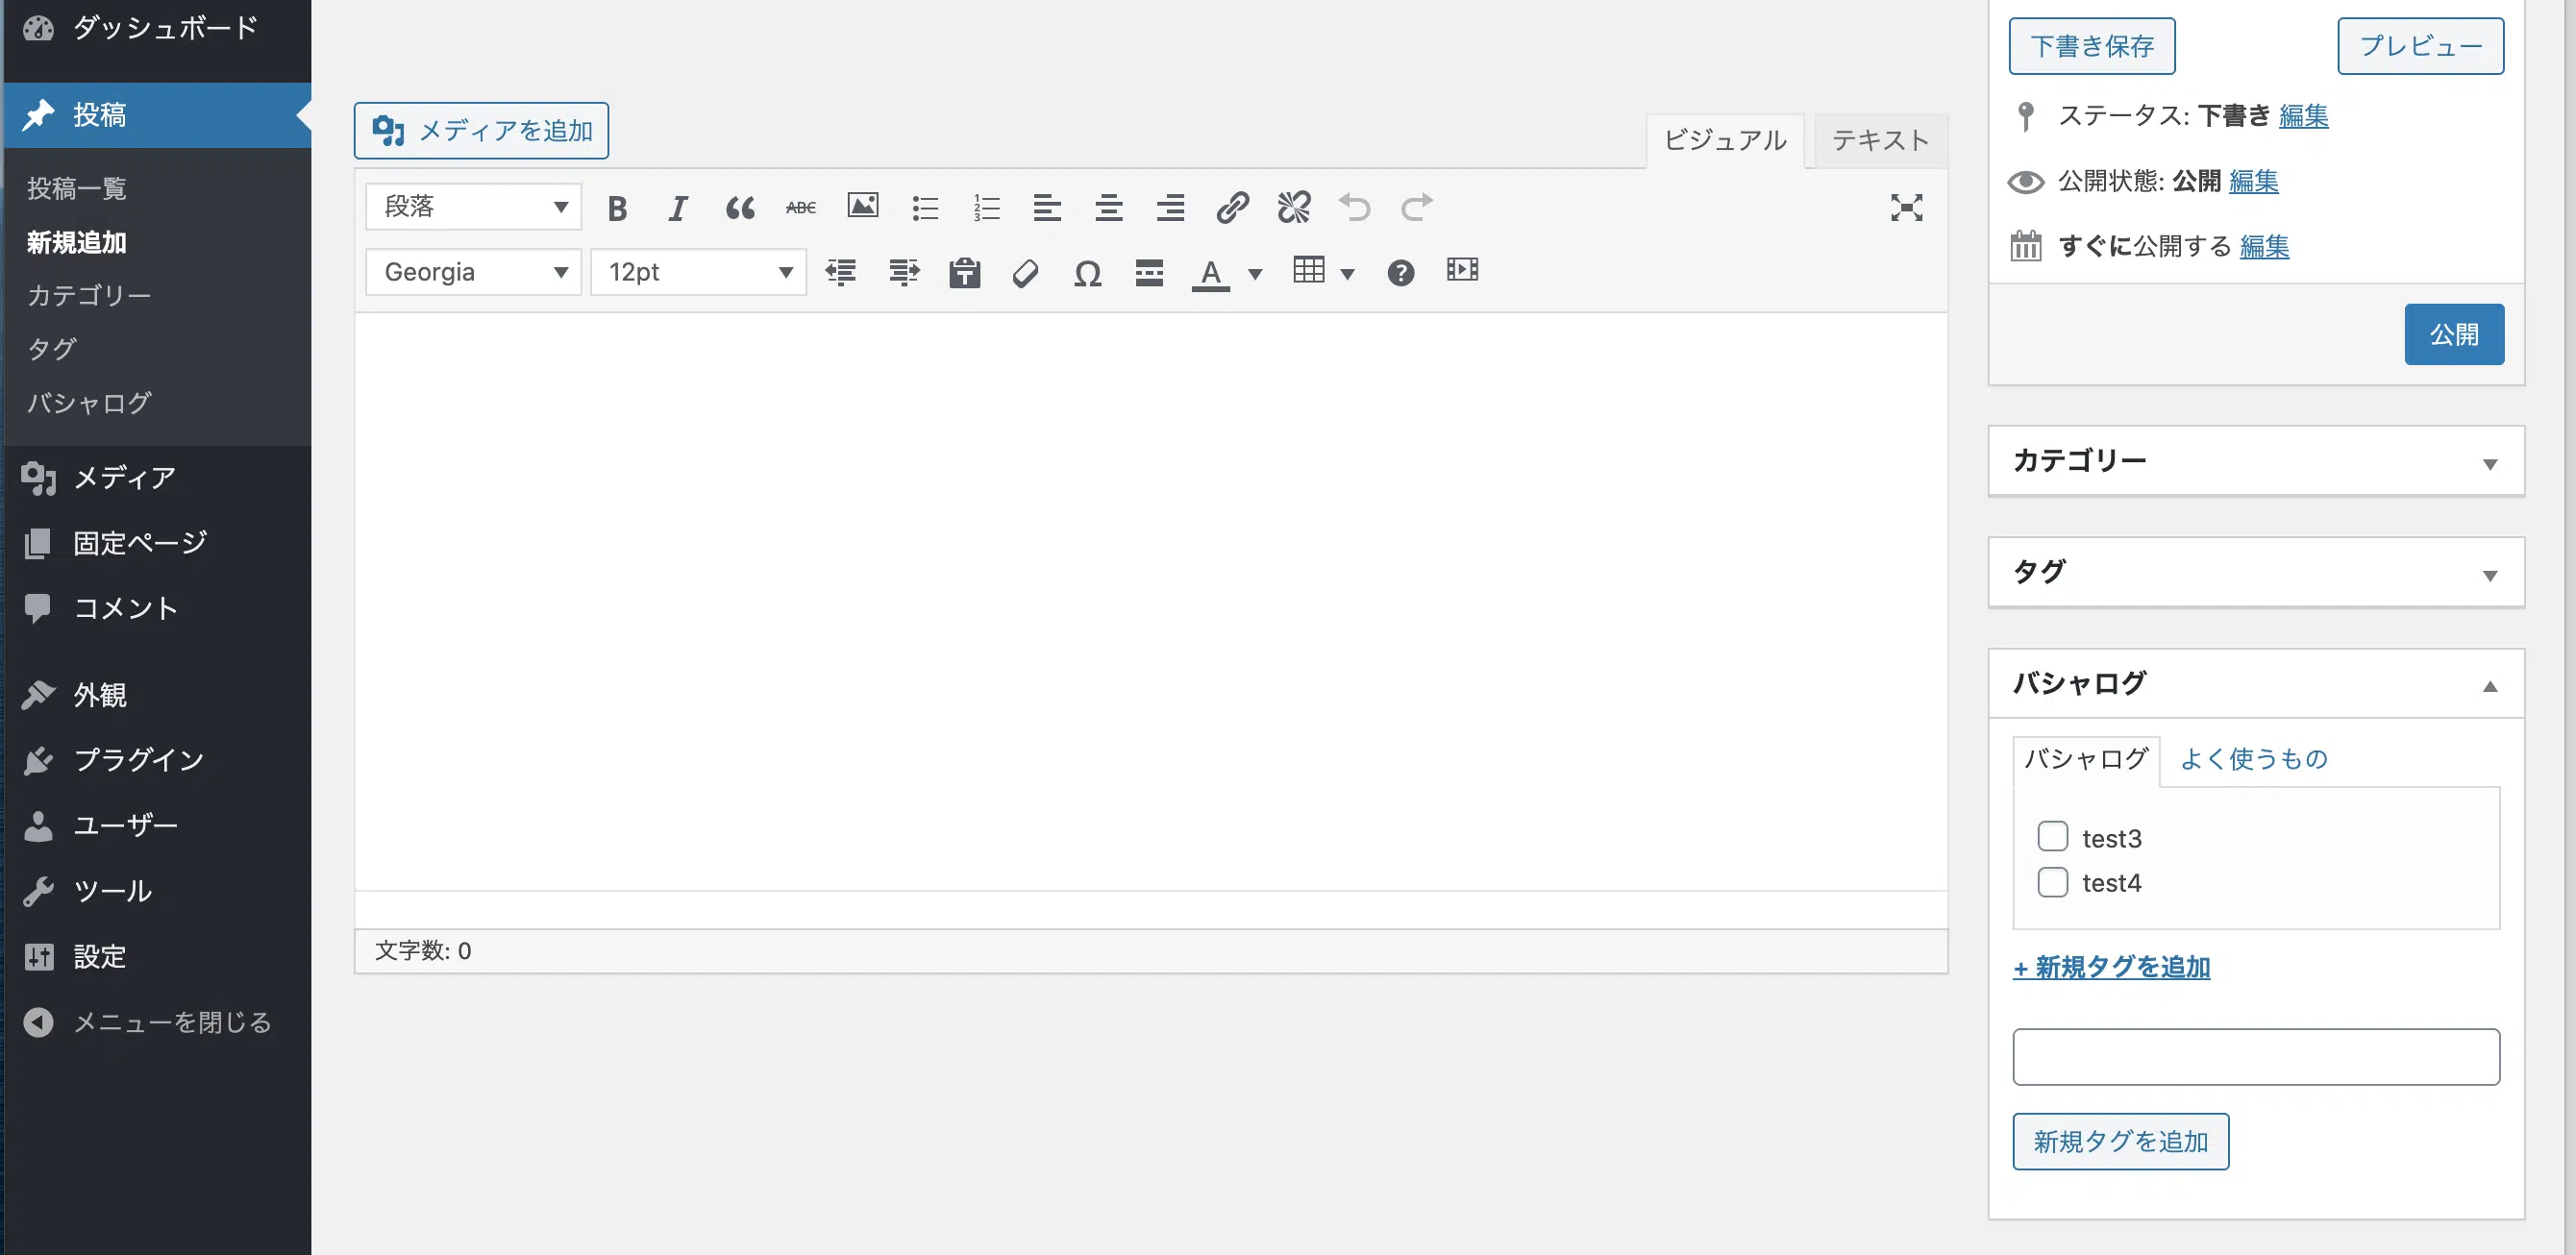 ダッシュボード
投稿
投稿一覧
新規追加
カテゴリー
タグ
バシャログ
メディア
固定ページ
コメント
外観
プラグイン
ユーザー
ツール
設定
メニューを閉じる
メディアを追加
ビジュアル
テキスト
段落
B I ABC
Georgia
12pt
文字数: 0
下書き保存
プレビュー
ステータス: 下書き 編集
公開状態: 公開 編集
すぐに公開する 編集
公開
カテゴリー
タグ
バシャログ
バシャログ
よく使うもの
test3
test4
+ 新規タグを追加
新規タグを追加